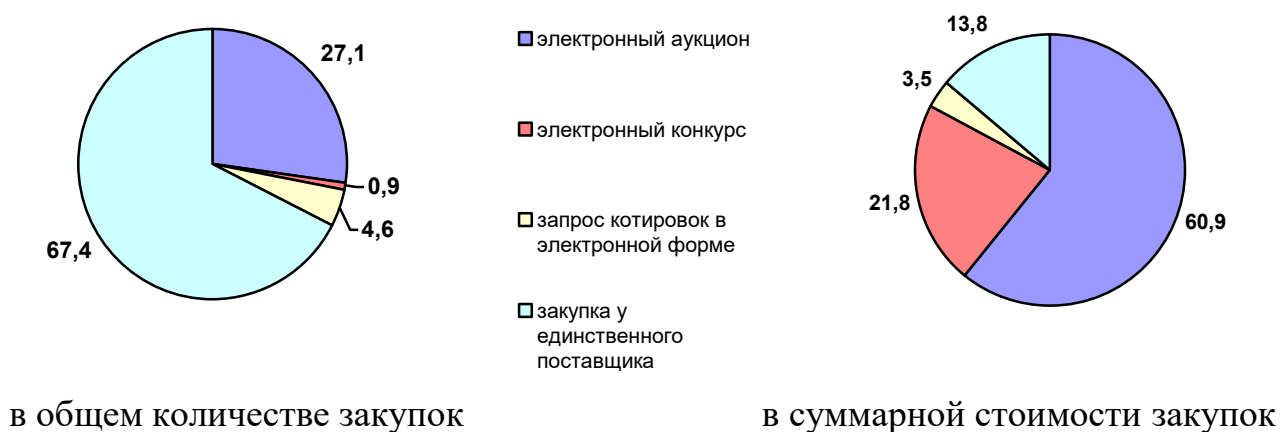 27,1
0,9
4,6
67,4
электронный аукцион
электронный конкурс
запрос котировок в
электронной форме
закупка у
единственного
поставщика
13,8
3,5
21,8
60,9
в общем количестве закупок
в суммарной стоимости закупок